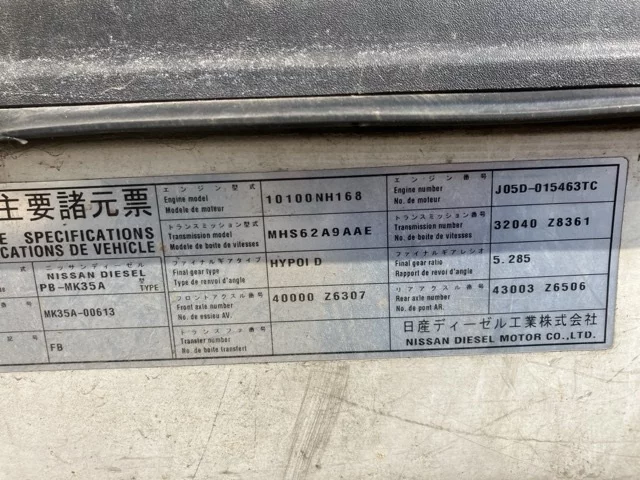 主要諸元票
E SPECIFICATIONS
CATIONS DE VEHICLE
ニッサンディーゼル
NISSAN DIESEL 型
PB-MK35A TYPE
MK35A-00613
記号
FB
エンジン型式
Engine model
Modele de moteur
10100NH168
トランスミッション型式
Transmission model
Modele de boite de vitesses
MHS62A9AAE
ファイナルギアタイプ
Final gear type
Type de renvoi d'angle
HYPOID
フロントアクスル番号
Front axle number
No. de essieu AV.
40000 Z6307
トランスファ番号
Transfer number
No. de boite transfert
エンジン番号
Engine number
No. de moteur
J05D-015463TC
トランスミッション番号
Transmission number
No. de boite de vitesses
32040 Z8361
ファイナルギアレシオ
Final gear ratio
Rapport de renvoi d'angle
5.285
リアアクスル番号
Rear axle number
No. de pont AR.
43003 Z6506
日産ディーゼル工業株式会社
NISSAN DIESEL MOTOR CO.,LTD.